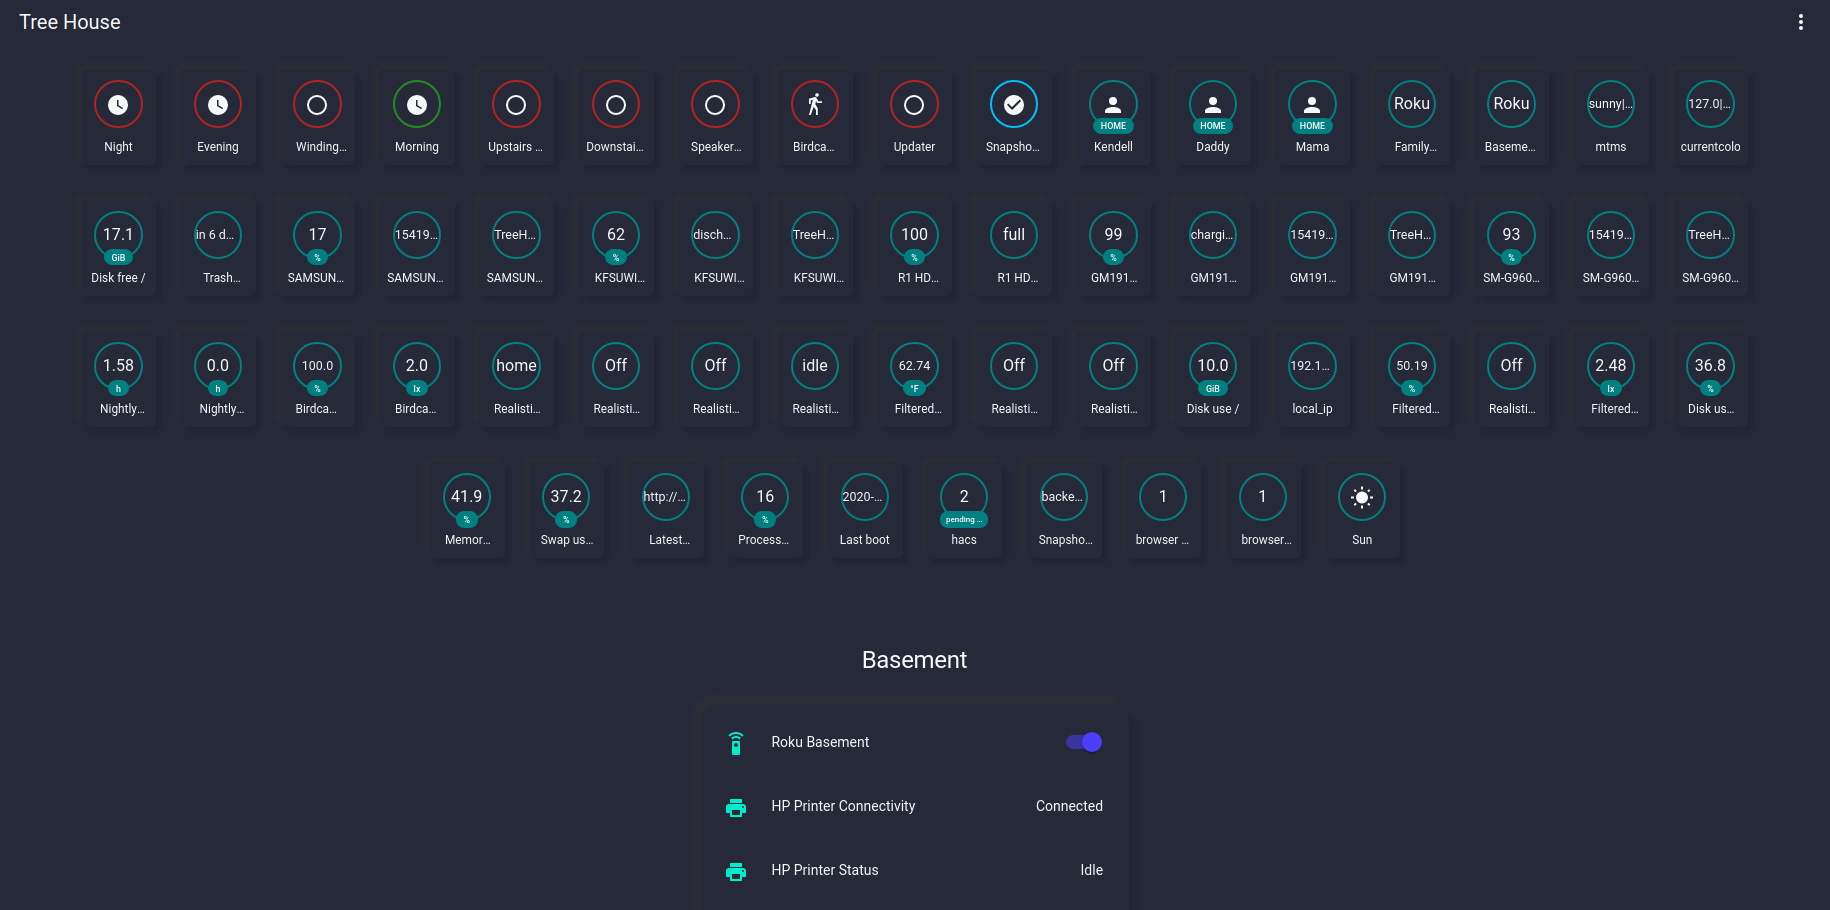 Tree House
Night Evening Winding... Morning Upstairs ... Downstai... Speaker... Birdca... Updater Snapsho... HOME Kendell HOME Daddy HOME Mama Roku Family... Roku Baseme... sunny|... mtms 127.0|... currentcolo
17.1 GiB Disk free / in 6 d... Trash... 17 % SAMSUN... 15419... SAMSUN... TreeH... SAMSUN... 62 % KFSUWI... disch... KFSUWI... TreeH... KFSUWI... 100 % R1 HD... full R1 HD... 99 % GM191... chargi... GM191... 15419... GM191... TreeH... GM191... 93 % SM-G960... 15419... SM-G960... TreeH... SM-G960...
1.58 h Nightly... 0.0 h Nightly... 100.0 % Birdca... 2.0 lx Birdca... home Realisti... Off Realisti... Off Realisti... idle Realisti... 62.74 °F Filtered... Off Realisti... Off Realisti... 10.0 GiB Disk use / 192.1... local_ip 50.19 % Filtered... Off Realisti... 2.48 lx Filtered... 36.8 % Disk us...
41.9 % Memor... 37.2 % Swap us... http://... Latest... 16 % Process... 2020-... Last boot 2 pending ... hacs backe... Snapsho... 1 browser ... 1 browser... Sun
Basement
Roku Basement
HP Printer Connectivity Connected
HP Printer Status Idle